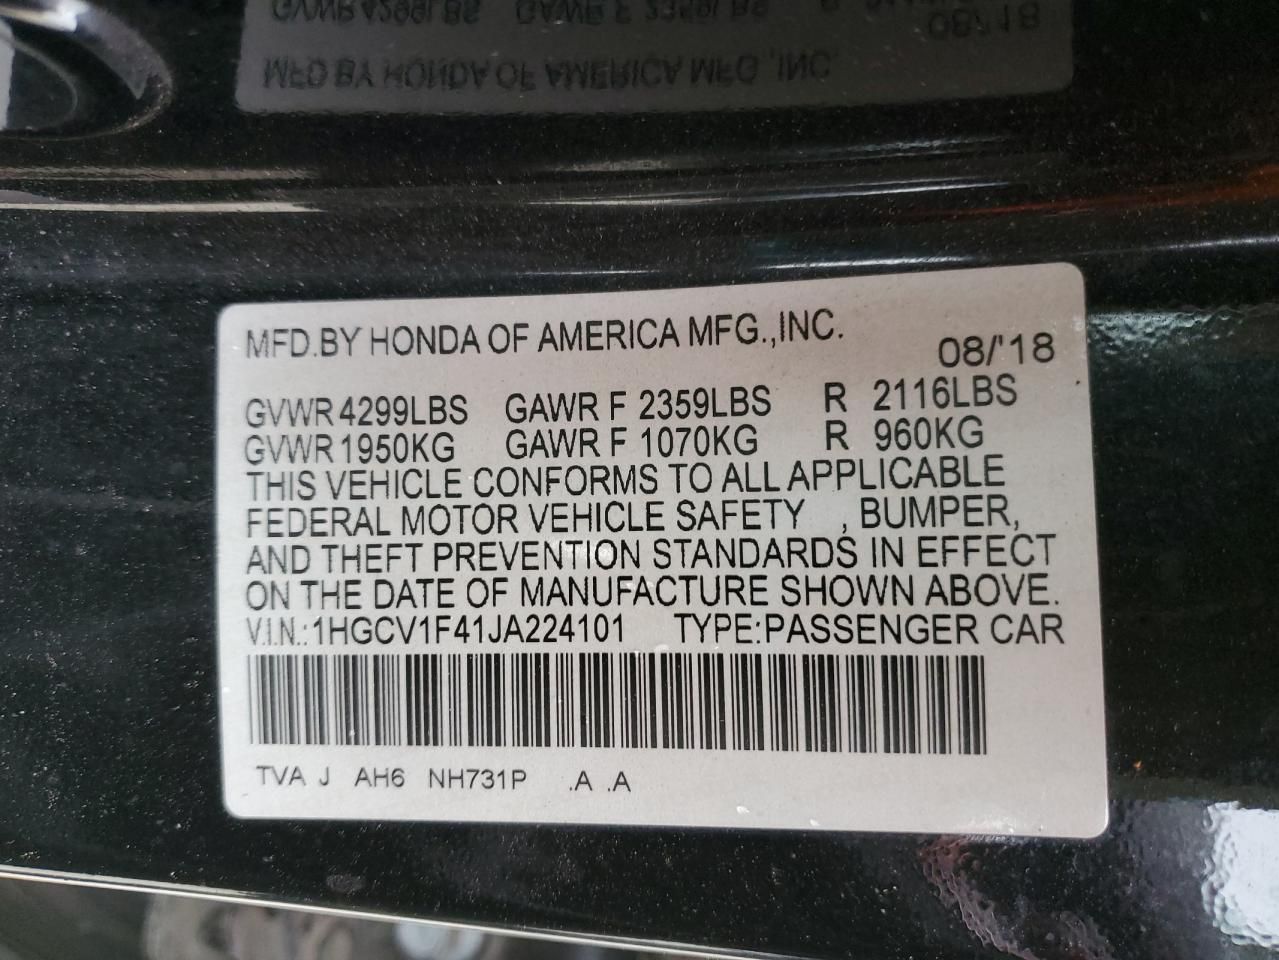 MFD.BY HONDA OF AMERICA MFG.,INC.
08/'18
GVWR 4299LBS GAWR F 2359LBS R 2116LBS
GVWR 1950KG GAWR F 1070KG R 960KG
THIS VEHICLE CONFORMS TO ALL APPLICABLE
FEDERAL MOTOR VEHICLE SAFETY , BUMPER,
AND THEFT PREVENTION STANDARDS IN EFFECT
ON THE DATE OF MANUFACTURE SHOWN ABOVE.
V.I.N.:1HGCV1F41JA224101 TYPE:PASSENGER CAR
TVA J AH6 NH731P .A .A